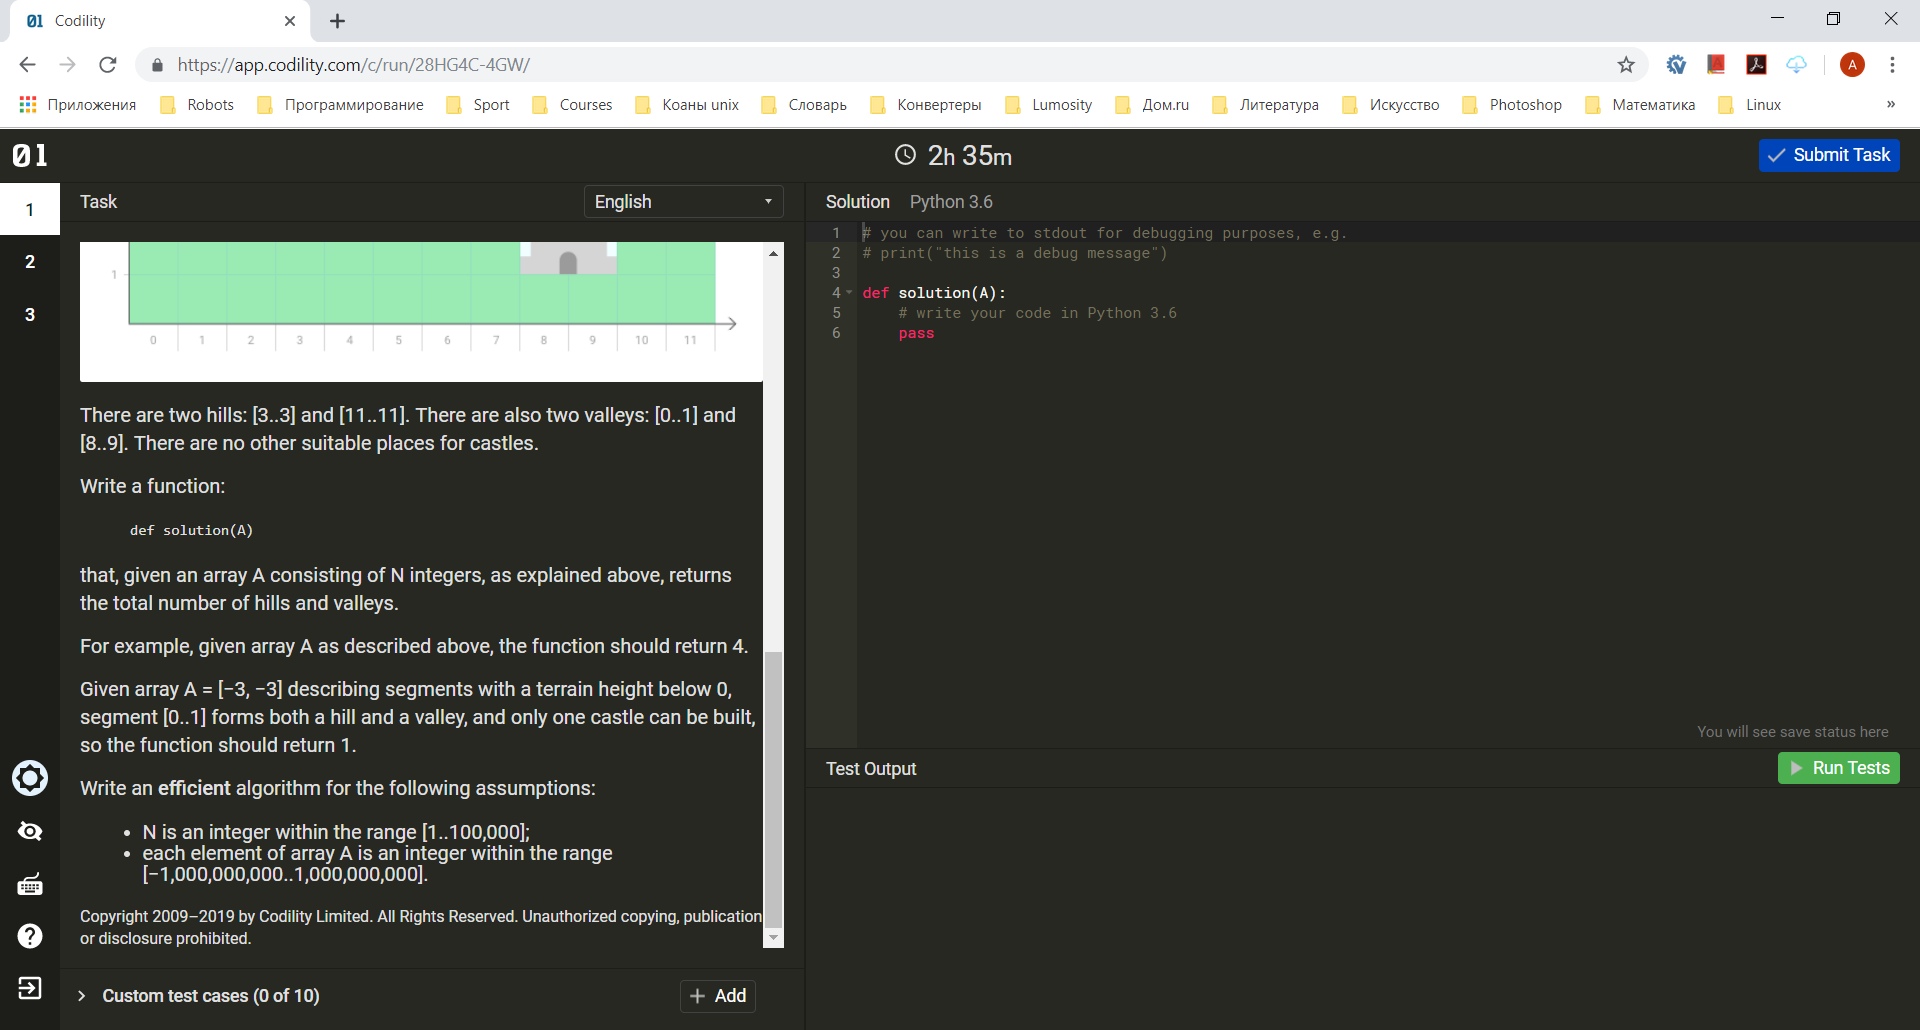 01 Codility
https://app.codility.com/c/run/28HG4C-4GW/
A
Приложения Robots Программирование Sport Courses Коаны unix Словарь Конвертеры Lumosity Дом.ru Литература Искусство Photoshop Математика Linux »
01 2h 35m Submit Task
1
2
3
Task English
1
0 1 2 3 4 5 6 7 8 9 10 11
There are two hills: [3..3] and [11..11]. There are also two valleys: [0..1] and
[8..9]. There are no other suitable places for castles.
Write a function:
def solution(A)
that, given an array A consisting of N integers, as explained above, returns
the total number of hills and valleys.
For example, given array A as described above, the function should return 4.
Given array A = [-3, -3] describing segments with a terrain height below 0,
segment [0..1] forms both a hill and a valley, and only one castle can be built,
so the function should return 1.
Write an efficient algorithm for the following assumptions:
• N is an integer within the range [1..100,000];
• each element of array A is an integer within the range
[-1,000,000,000..1,000,000,000].
Copyright 2009–2019 by Codility Limited. All Rights Reserved. Unauthorized copying, publication
or disclosure prohibited.
Custom test cases (0 of 10) + Add
Solution Python 3.6
1 # you can write to stdout for debugging purposes, e.g.
2 # print("this is a debug message")
3
4 def solution(A):
5 # write your code in Python 3.6
6 pass
You will see save status here
Test Output Run Tests